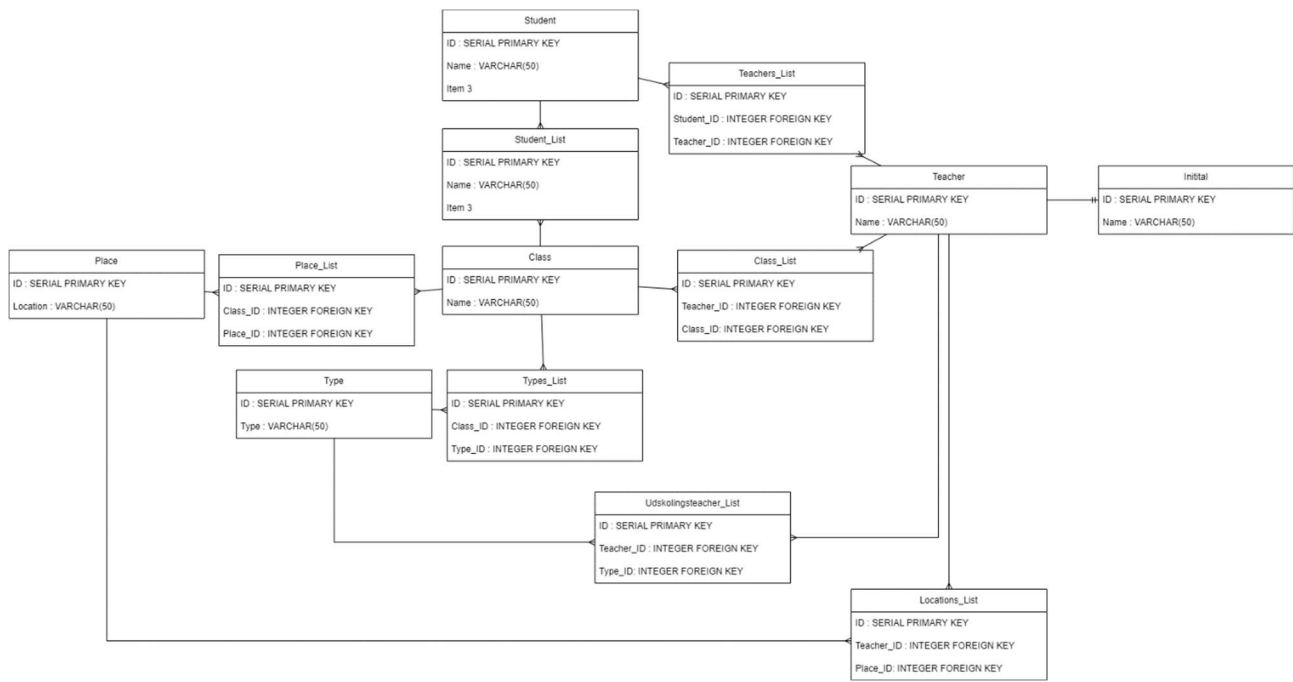 Student
ID : SERIAL PRIMARY KEY
Name : VARCHAR(50)
Item 3
Teachers_List
ID : SERIAL PRIMARY KEY
Student_ID : INTEGER FOREIGN KEY
Teacher_ID : INTEGER FOREIGN KEY
Student_List
ID : SERIAL PRIMARY KEY
Name : VARCHAR(50)
Item 3
Teacher
ID : SERIAL PRIMARY KEY
Name : VARCHAR(50)
Initital
ID : SERIAL PRIMARY KEY
Name : VARCHAR(50)
Place
ID : SERIAL PRIMARY KEY
Location : VARCHAR(50)
Place_List
ID : SERIAL PRIMARY KEY
Class_ID : INTEGER FOREIGN KEY
Place_ID : INTEGER FOREIGN KEY
Class
ID : SERIAL PRIMARY KEY
Name : VARCHAR(50)
Class_List
ID : SERIAL PRIMARY KEY
Teacher_ID : INTEGER FOREIGN KEY
Class_ID: INTEGER FOREIGN KEY
Type
ID : SERIAL PRIMARY KEY
Type : VARCHAR(50)
Types_List
ID : SERIAL PRIMARY KEY
Class_ID : INTEGER FOREIGN KEY
Type_ID : INTEGER FOREIGN KEY
Udskolingsteacher_List
ID : SERIAL PRIMARY KEY
Teacher_ID : INTEGER FOREIGN KEY
Type_ID: INTEGER FOREIGN KEY
Locations_List
ID : SERIAL PRIMARY KEY
Teacher_ID : INTEGER FOREIGN KEY
Place_ID: INTEGER FOREIGN KEY